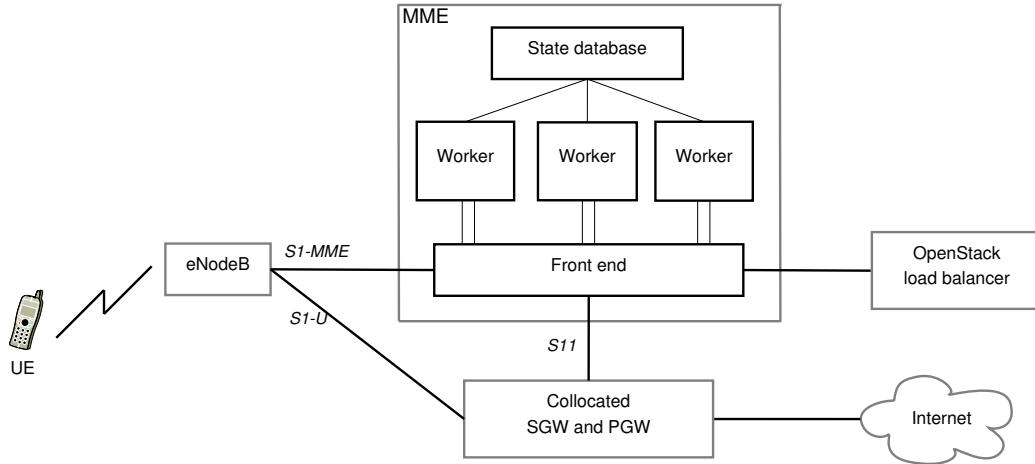 MME
State database
Worker
Worker
Worker
S1-MME
eNodeB
Front end
OpenStack
load balancer
S1-U
S11
UE
Collocated
SGW and PGW
Internet